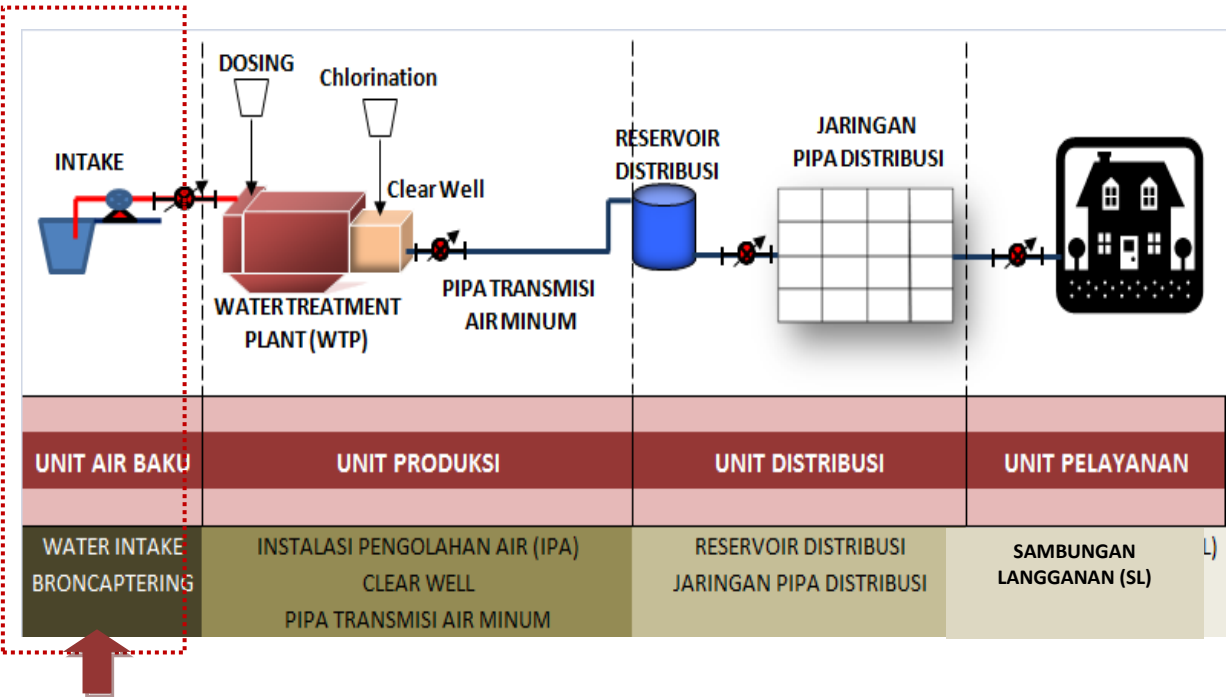 DOSING
Chlorination
INTAKE
Clear Well
WATER TREATMENT
PLANT (WTP)
PIPA TRANSMISI
AIR MINUM
RESERVOIR
DISTRIBUSI
JARINGAN
PIPA DISTRIBUSI
UNIT AIR BAKU
UNIT PRODUKSI
UNIT DISTRIBUSI
UNIT PELAYANAN
WATER INTAKE
BRONCAPTERING
INSTALASI PENGOLAHAN AIR (IPA)
CLEAR WELL
PIPA TRANSMISI AIR MINUM
RESERVOIR DISTRIBUSI
JARINGAN PIPA DISTRIBUSI
SAMBUNGAN
LANGGANAN (SL)
L)